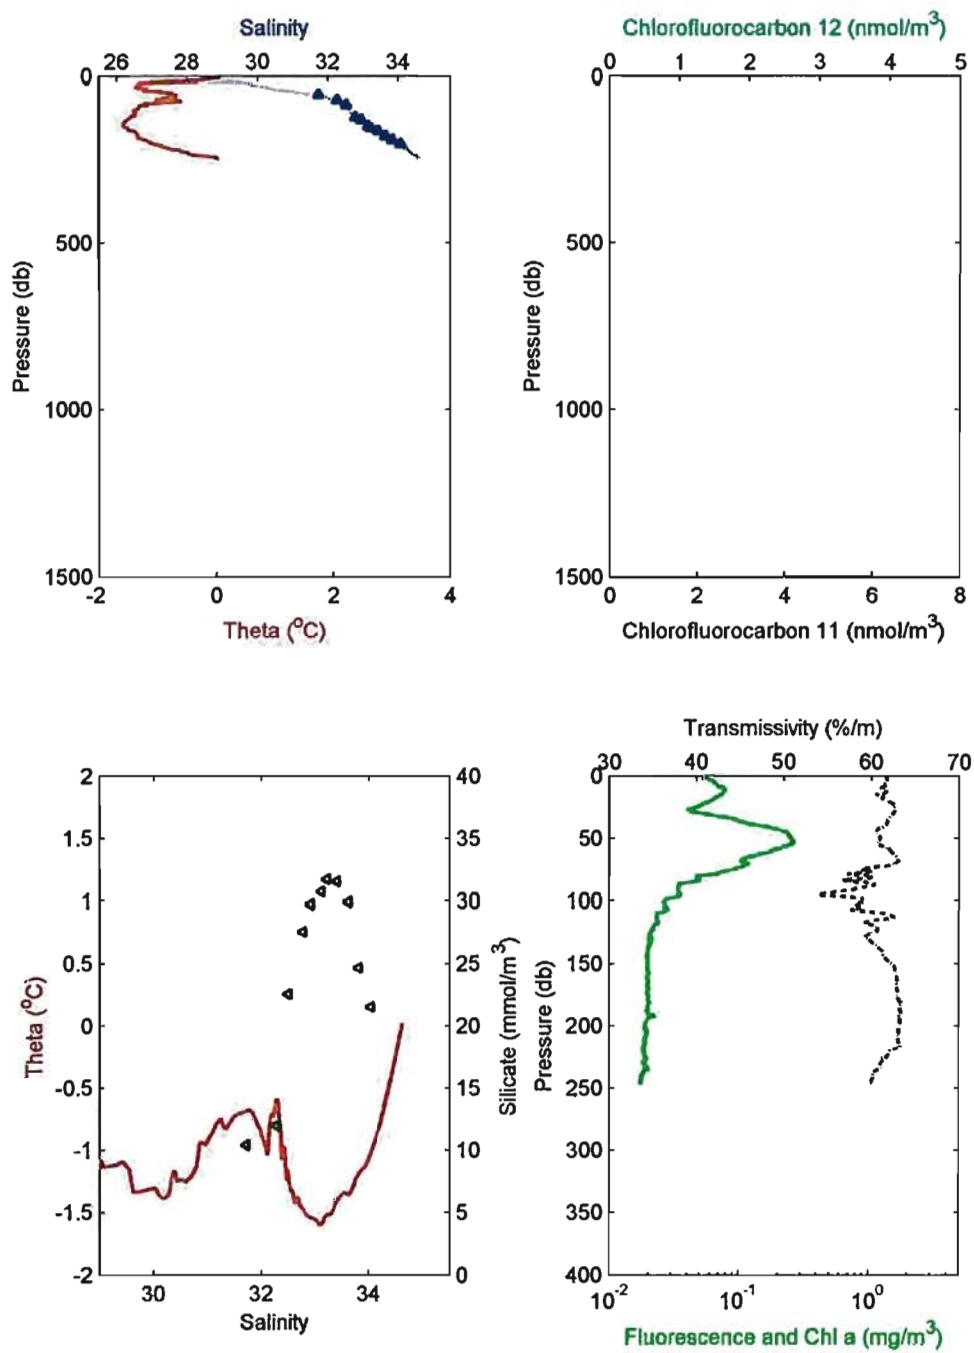 Salinity
26 28 30 32 34
0
500
1000
1500
Pressure (db)
-2 0 2 4
Theta (°C)
Chlorofluorocarbon 12 (nmol/m³)
0 1 2 3 4 5
0
500
1000
1500
Pressure (db)
0 2 4 6 8
Chlorofluorocarbon 11 (nmol/m³)
2
1.5
1
0.5
0
-0.5
-1
-1.5
-2
Theta (°C)
40
35
30
25
20
15
10
5
0
Silicate (mmol/m³)
30 32 34
Salinity
Transmissivity (%/m)
30 40 50 60 70
0
50
100
150
200
250
300
350
400
Pressure (db)
10⁻² 10⁻¹ 10⁰
Fluorescence and Chl a (mg/m³)